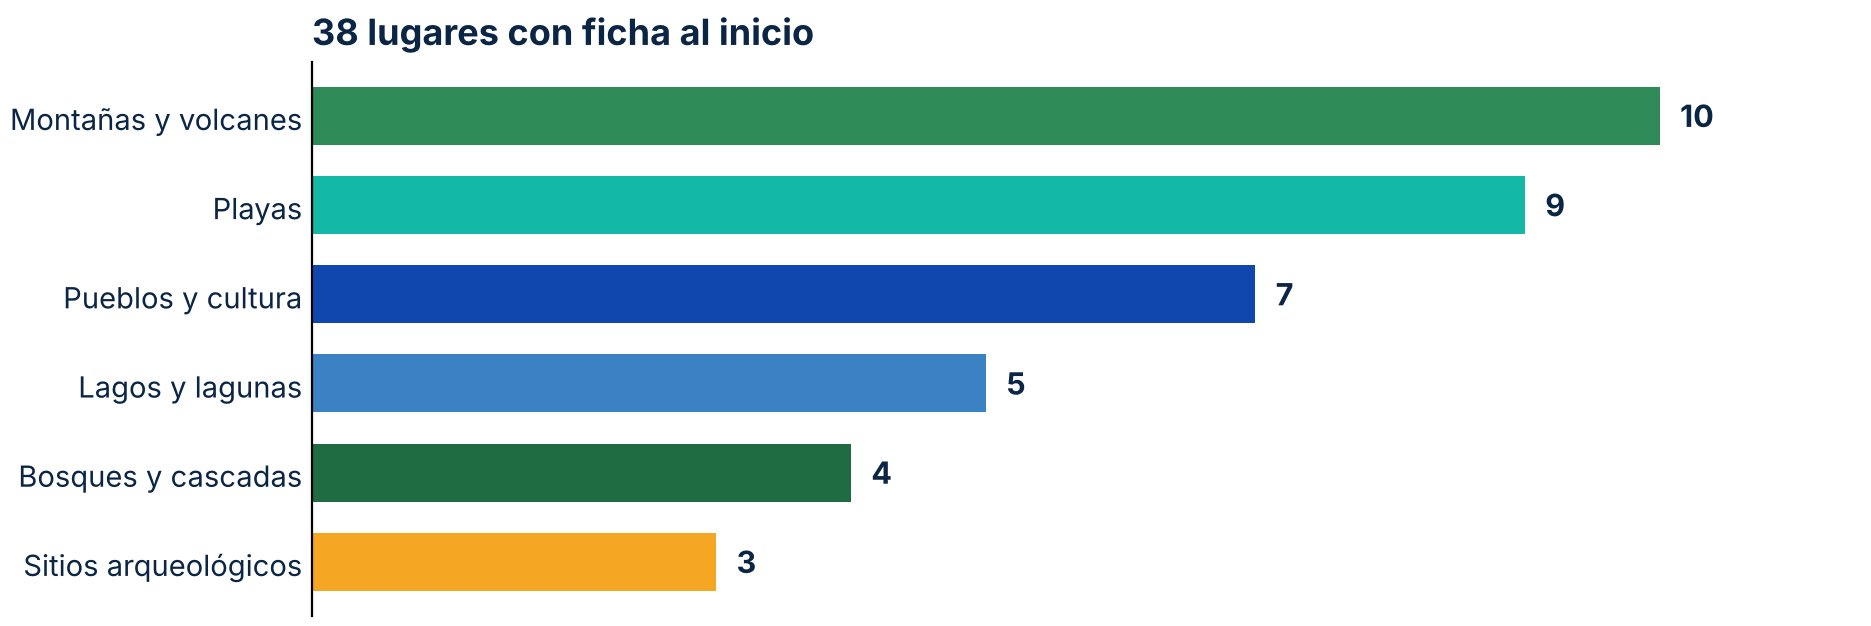 38 lugares con ficha al inicio
Montañas y volcanes 10
Playas 9
Pueblos y cultura 7
Lagos y lagunas 5
Bosques y cascadas 4
Sitios arqueológicos 3